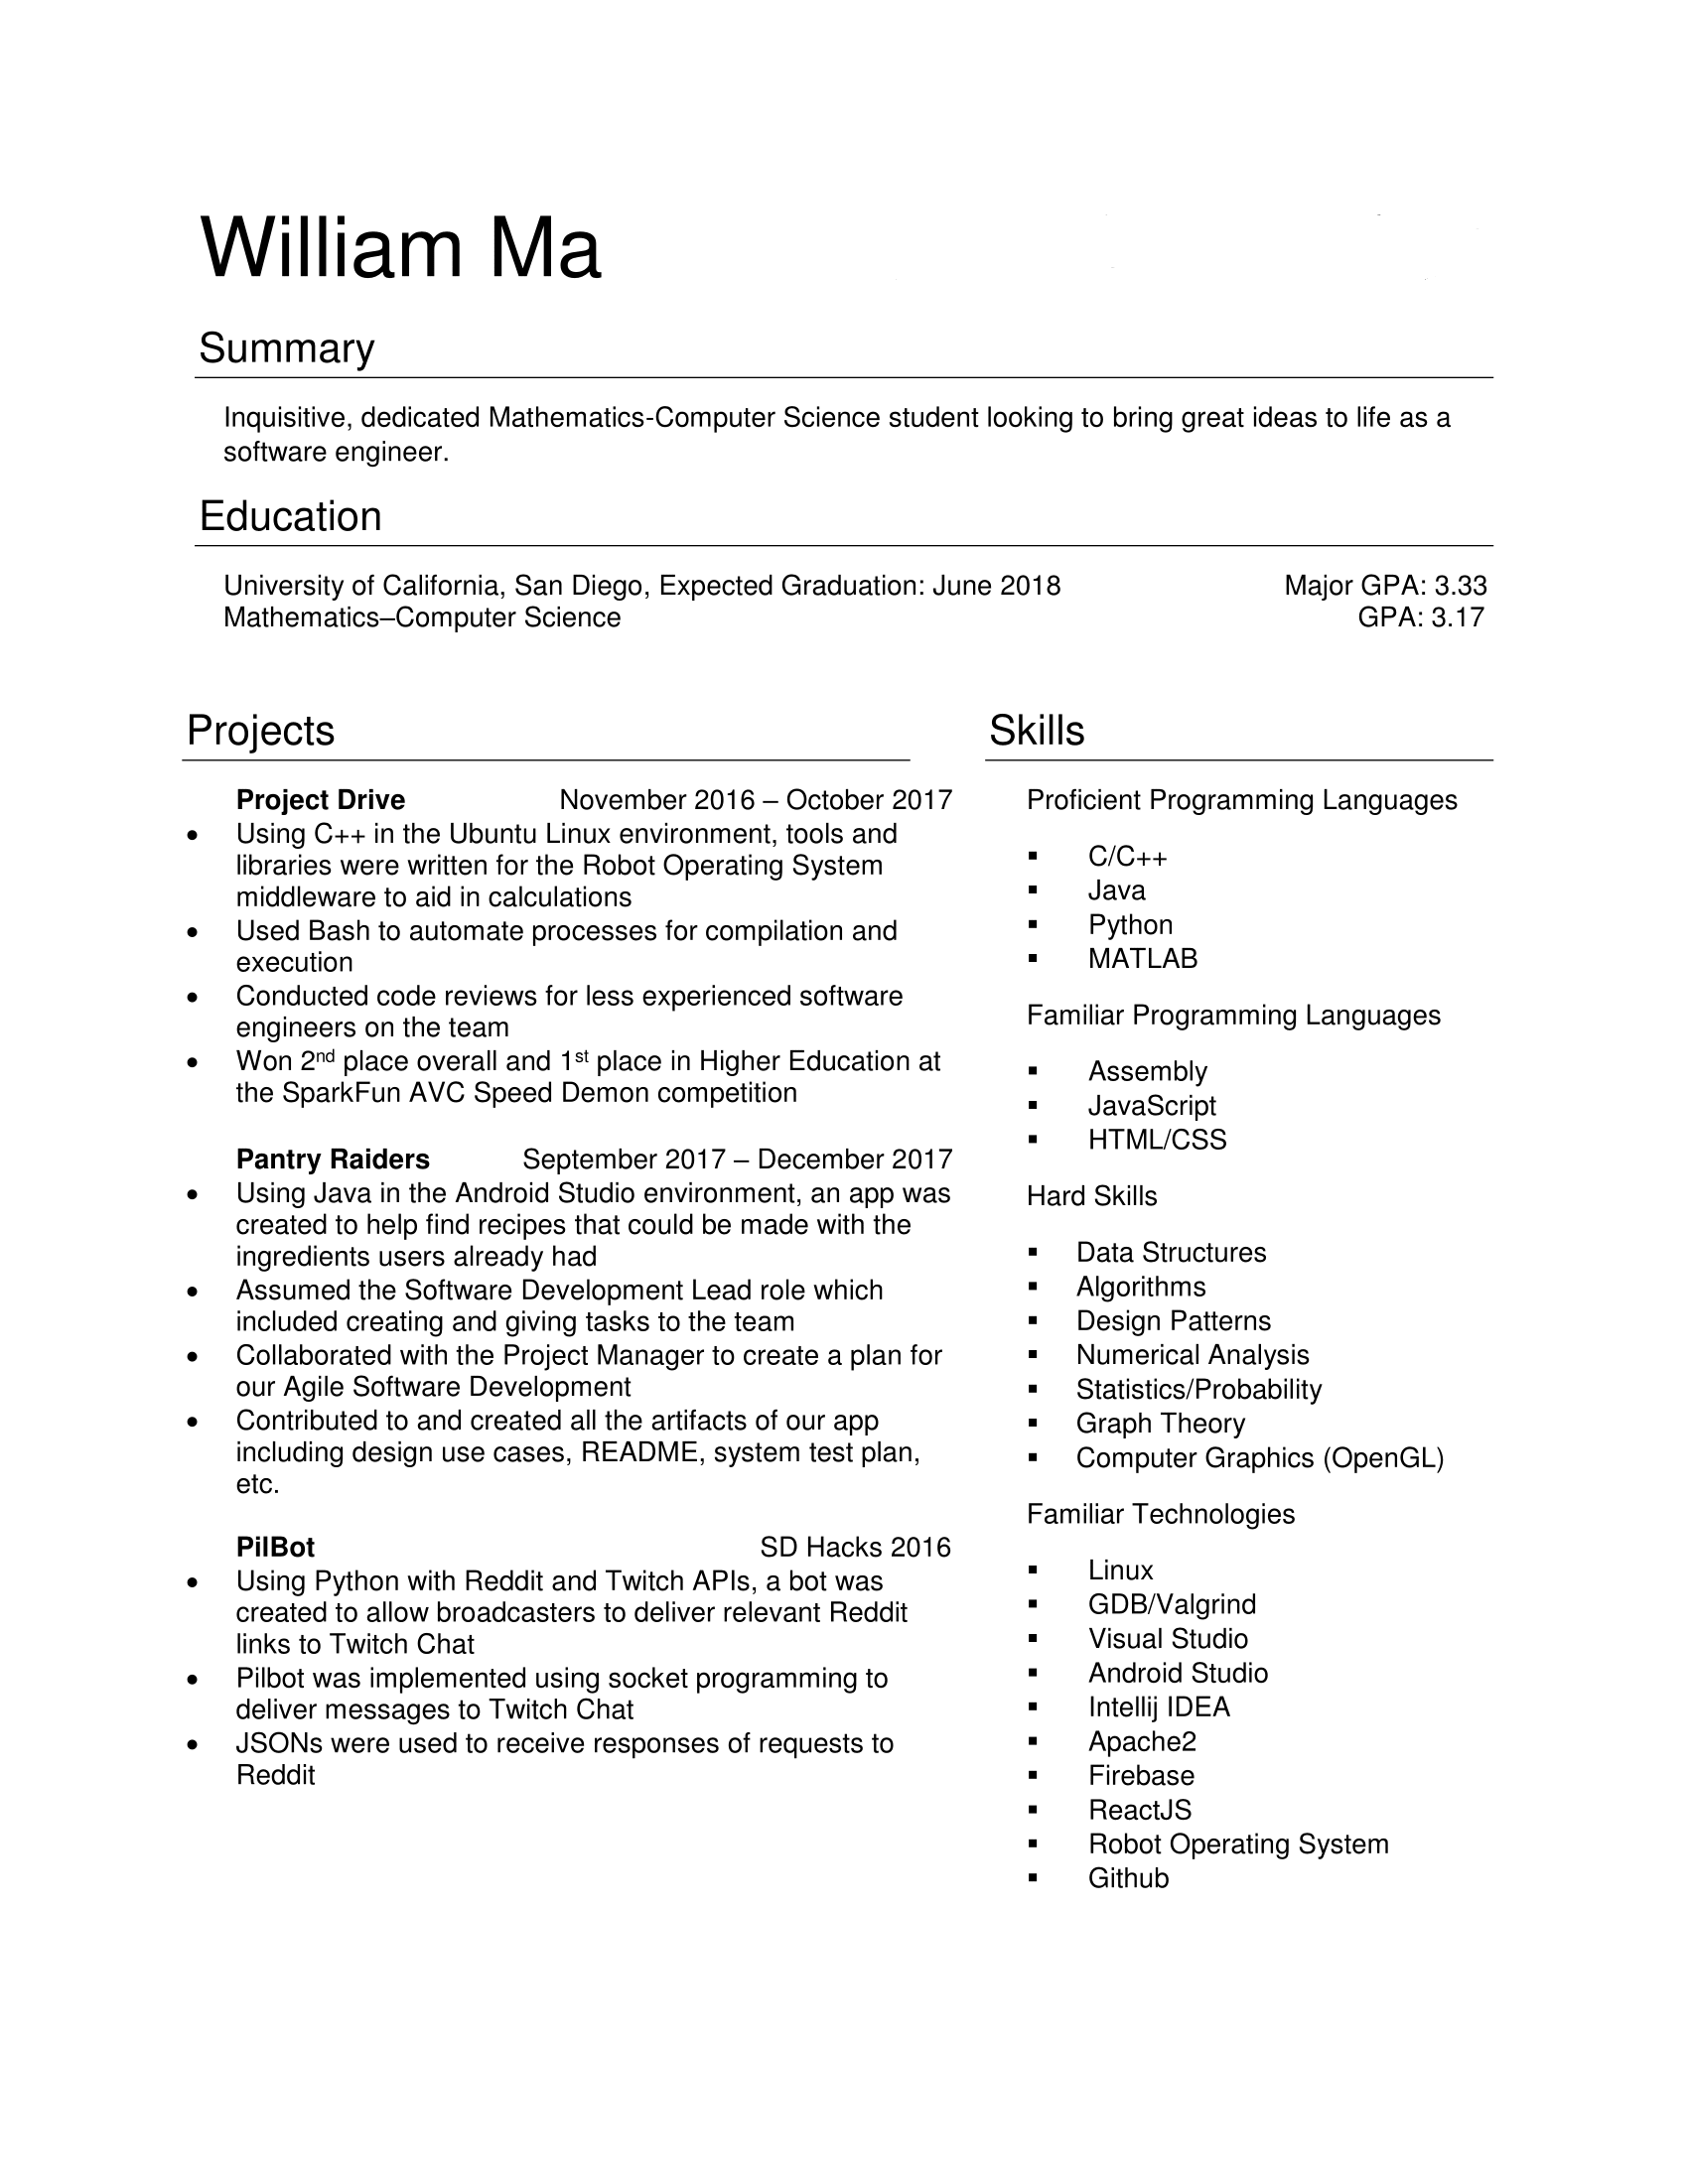 William Ma
Summary
Inquisitive, dedicated Mathematics-Computer Science student looking to bring great ideas to life as a
software engineer.
Education
University of California, San Diego, Expected Graduation: June 2018 Major GPA: 3.33
Mathematics–Computer Science GPA: 3.17
Projects
Project Drive November 2016 – October 2017
• Using C++ in the Ubuntu Linux environment, tools and
libraries were written for the Robot Operating System
middleware to aid in calculations
• Used Bash to automate processes for compilation and
execution
• Conducted code reviews for less experienced software
engineers on the team
• Won 2nd place overall and 1st place in Higher Education at
the SparkFun AVC Speed Demon competition
Pantry Raiders September 2017 – December 2017
• Using Java in the Android Studio environment, an app was
created to help find recipes that could be made with the
ingredients users already had
• Assumed the Software Development Lead role which
included creating and giving tasks to the team
• Collaborated with the Project Manager to create a plan for
our Agile Software Development
• Contributed to and created all the artifacts of our app
including design use cases, README, system test plan,
etc.
PilBot SD Hacks 2016
• Using Python with Reddit and Twitch APIs, a bot was
created to allow broadcasters to deliver relevant Reddit
links to Twitch Chat
• Pilbot was implemented using socket programming to
deliver messages to Twitch Chat
• JSONs were used to receive responses of requests to
Reddit
Skills
Proficient Programming Languages
▪ C/C++
▪ Java
▪ Python
▪ MATLAB
Familiar Programming Languages
▪ Assembly
▪ JavaScript
▪ HTML/CSS
Hard Skills
▪ Data Structures
▪ Algorithms
▪ Design Patterns
▪ Numerical Analysis
▪ Statistics/Probability
▪ Graph Theory
▪ Computer Graphics (OpenGL)
Familiar Technologies
▪ Linux
▪ GDB/Valgrind
▪ Visual Studio
▪ Android Studio
▪ Intellij IDEA
▪ Apache2
▪ Firebase
▪ ReactJS
▪ Robot Operating System
▪ Github